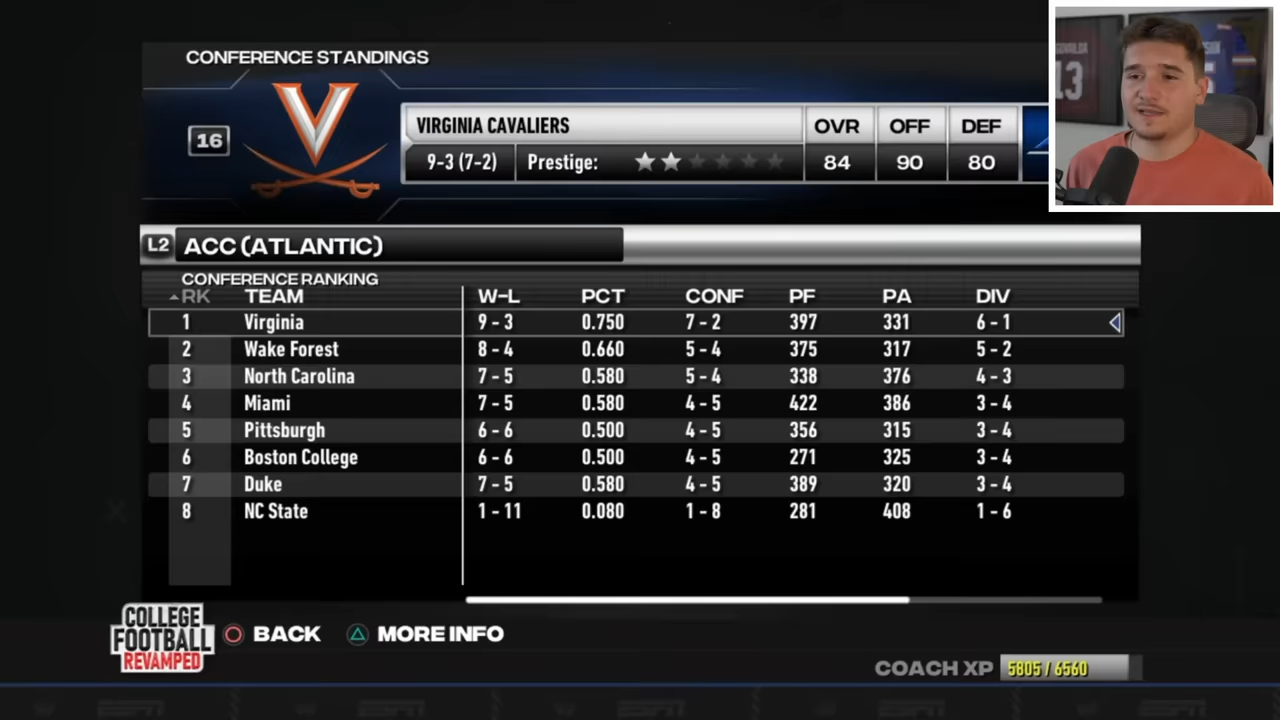 CONFERENCE STANDINGS
16
VIRGINIA CAVALIERS OVR OFF DEF
9-3 (7-2) Prestige: 84 90 80
13
L2 ACC (ATLANTIC)
CONFERENCE RANKING
RK TEAM W-L PCT CONF PF PA DIV
1 Virginia 9 - 3 0.750 7 - 2 397 331 6 - 1
2 Wake Forest 8 - 4 0.660 5 - 4 375 317 5 - 2
3 North Carolina 7 - 5 0.580 5 - 4 338 376 4 - 3
4 Miami 7 - 5 0.580 4 - 5 422 386 3 - 4
5 Pittsburgh 6 - 6 0.500 4 - 5 356 315 3 - 4
6 Boston College 6 - 6 0.500 4 - 5 271 325 3 - 4
7 Duke 7 - 5 0.580 4 - 5 389 320 3 - 4
8 NC State 1 - 11 0.080 1 - 8 281 408 1 - 6
COLLEGE
FOOTBALL
REVAMPED
BACK MORE INFO
COACH XP 5805 / 6560